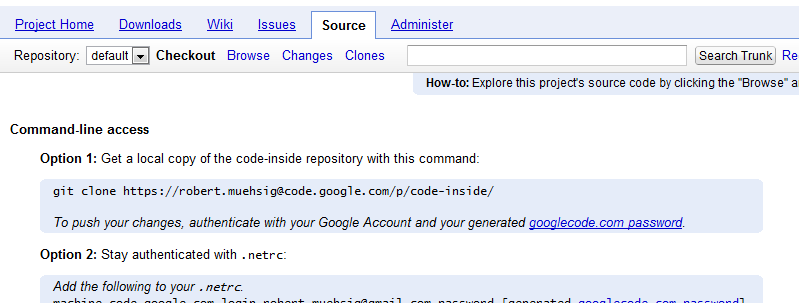 Project Home Downloads Wiki Issues Source Administer
Repository: default Checkout Browse Changes Clones Search Trunk Re
How-to: Explore this project's source code by clicking the "Browse" a
Command-line access
Option 1: Get a local copy of the code-inside repository with this command:
git clone https://robert.muehsig@code.google.com/p/code-inside/
To push your changes, authenticate with your Google Account and your generated googlecode.com password.
Option 2: Stay authenticated with .netrc:
Add the following to your .netrc.
machine code.google.com login robert.muehsig@gmail.com password [generated googlecode.com password]